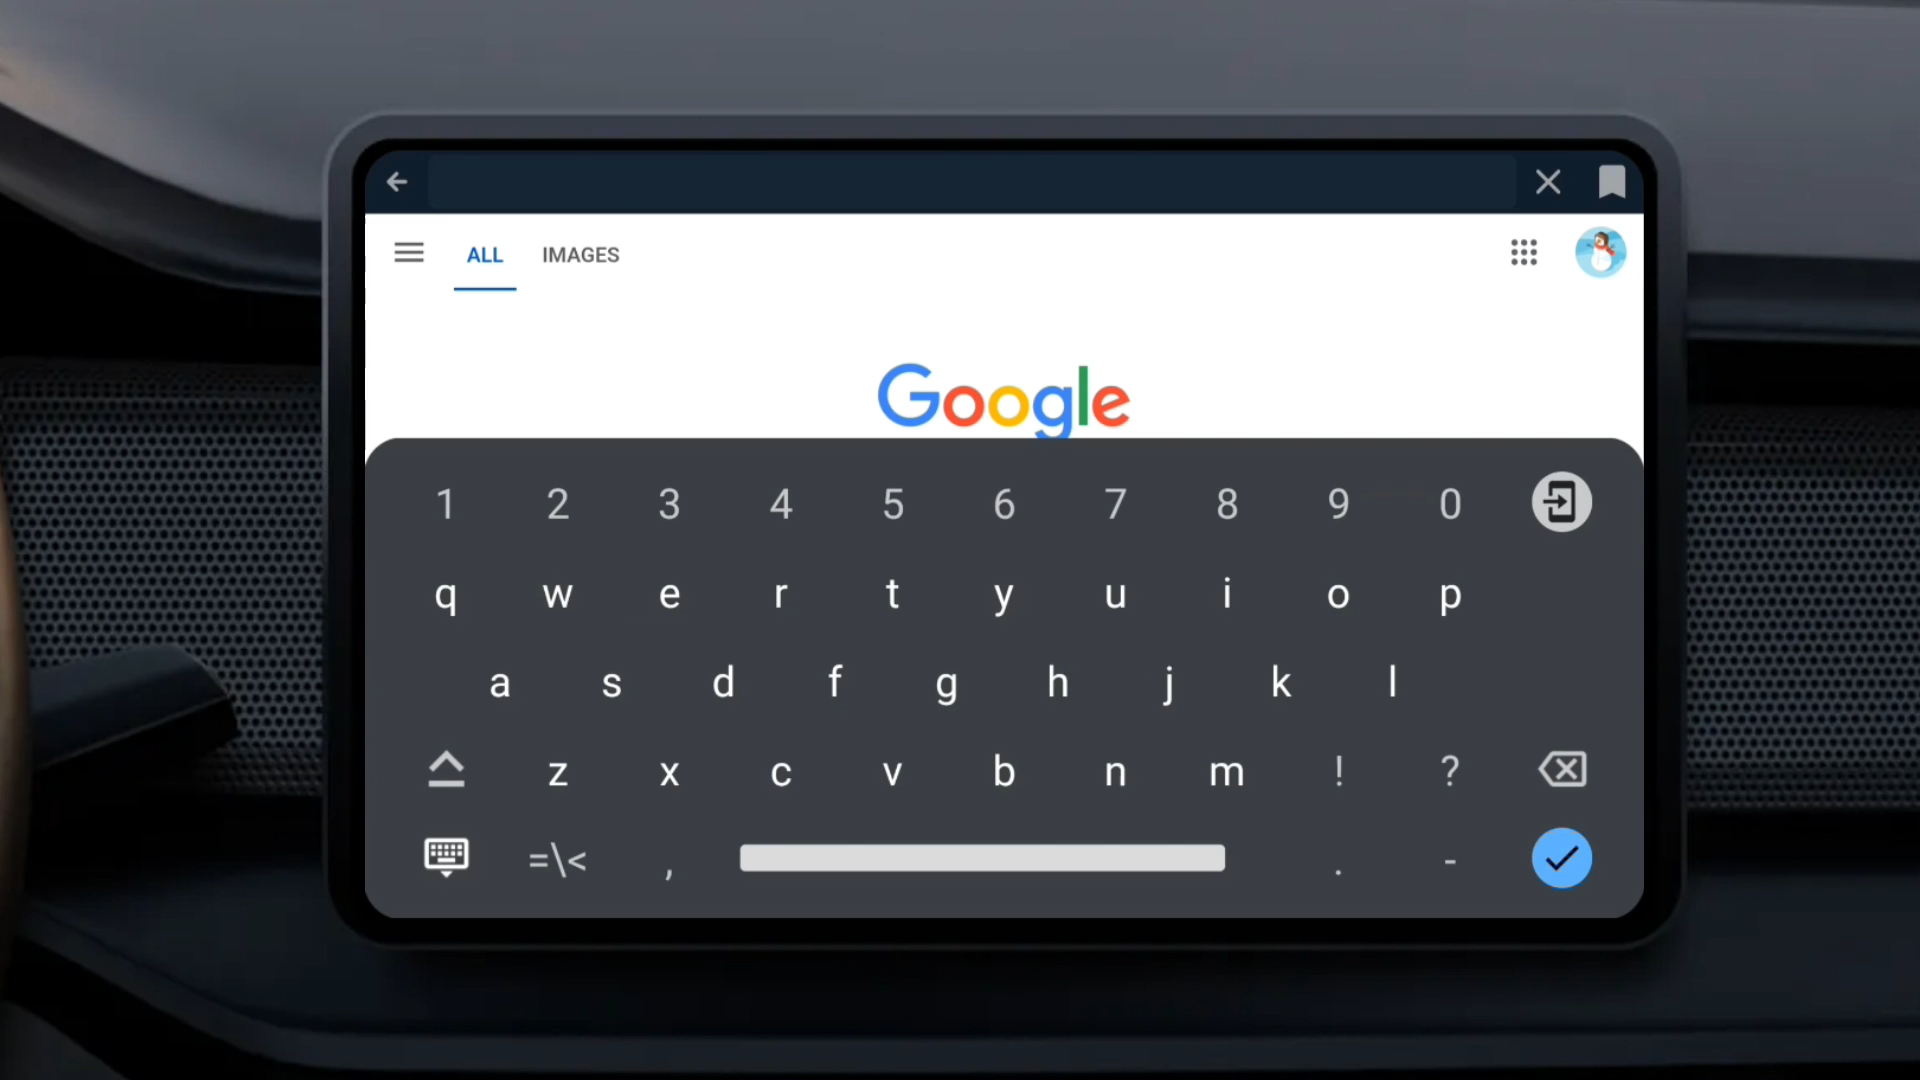 ALL IMAGES
Google
1 2 3 4 5 6 7 8 9 0
q w e r t y u i o p
a s d f g h j k l
z x c v b n m ! ?
=\< , . -